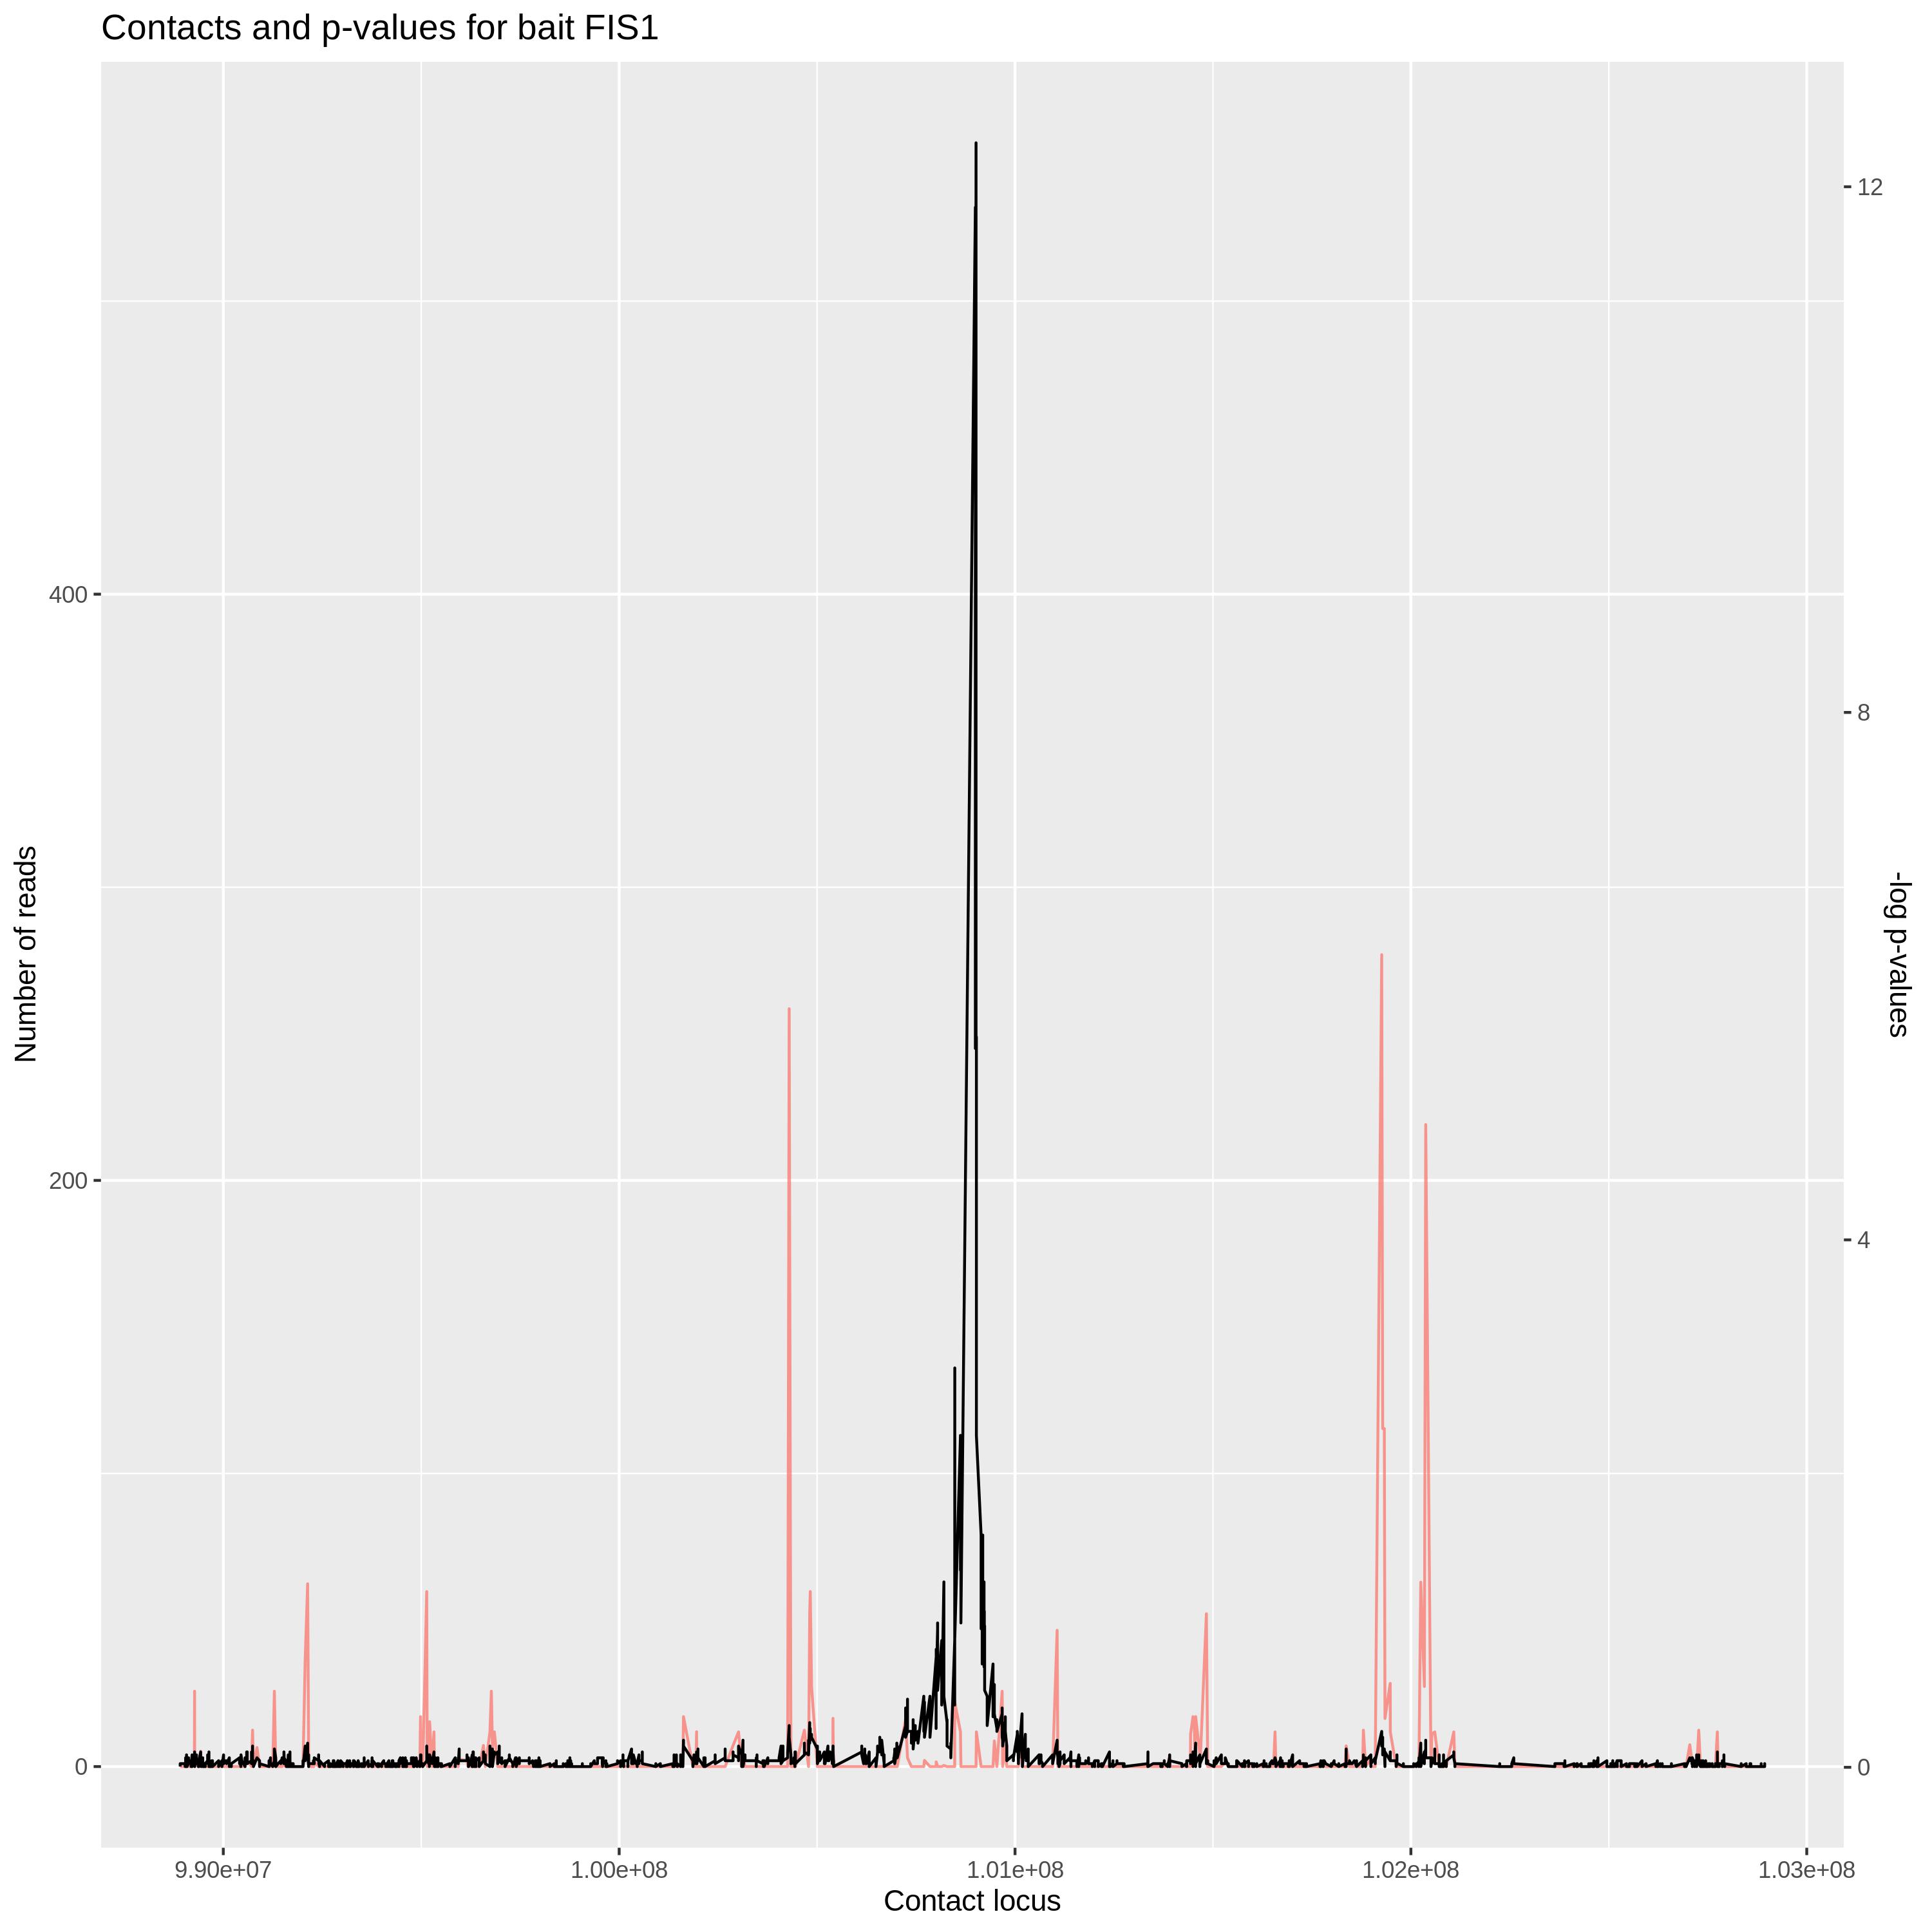 Contacts and p-values for bait FIS1
12
400
8
Number of reads
-log p-values
200
4
0
0
9.90e+07
1.00e+08
1.01e+08
1.02e+08
1.03e+08
Contact locus